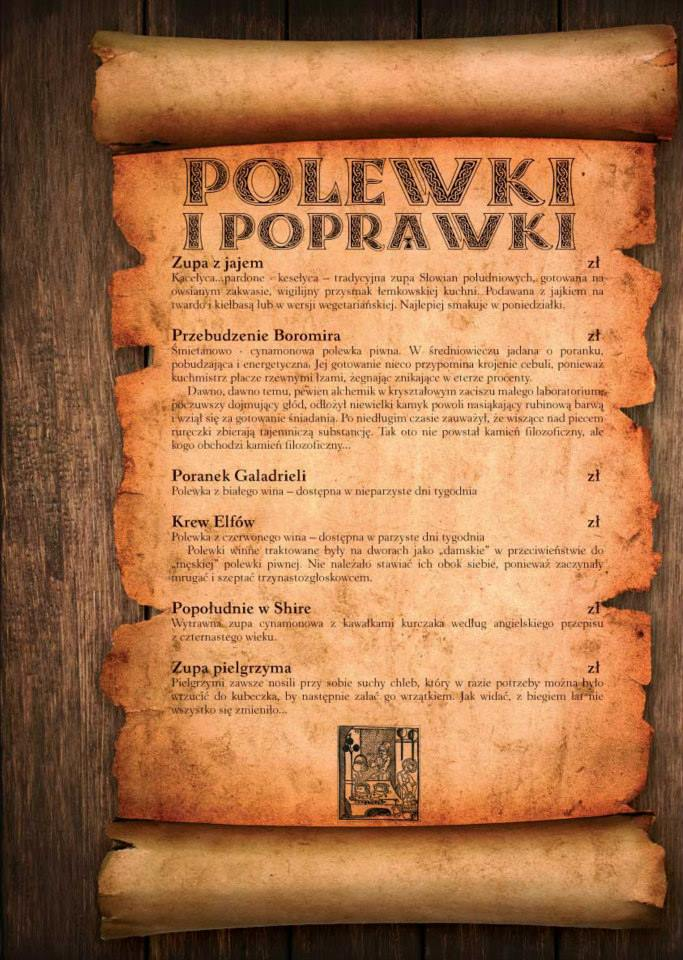 POLEWKI
I POPRAWKI
Zupa z jajem zł
Kącełyca...pardone - kesełyca – tradycyjna zupa Słowian południowych, gotowana na
owsianym zakwasie, wigilijny przysmak łemkowskiej kuchni. Podawana z jajkiem na
twardo i kiełbasą lub w wersji wegetariańskiej. Najlepiej smakuje w poniedziałki.
Przebudzenie Boromira zł
Śmietanowo - cynamonowa polewka piwna. W średniowieczu jadana o poranku,
pobudzająca i energetyczna. Jej gotowanie nieco przypomina krojenie cebuli, ponieważ
kuchmistrz płacze rzewnymi łzami, żegnając znikające w eterze procenty.
Dawno, dawno temu, pewien alchemik w kryształowym zaciszu małego laboratorium,
poczuwszy dojmujący głód, odłożył niewielki kamyk powoli nasiąkający rubinową barwą
i wziął się za gotowanie śniadania. Po niedługim czasie zauważył, że wiszące nad piecem
rureczki zbierają tajemniczą substancję. Tak oto nie powstał kamień filozoficzny, ale
kogo obchodzi kamień filozoficzny...
Poranek Galadrieli zł
Polewka z białego wina – dostępna w nieparzyste dni tygodnia
Krew Elfów zł
Polewka z czerwonego wina – dostępna w parzyste dni tygodnia
Polewki winne traktowane były na dworach jako „damskie” w przeciwieństwie do
„męskiej” polewki piwnej. Nie należało stawiać ich obok siebie, ponieważ zaczynały
mrugać i szeptać trzynastozgłoskowcem.
Popołudnie w Shire zł
Wytrawna zupa cynamonowa z kawałkami kurczaka według angielskiego przepisu
z czternastego wieku.
Zupa pielgrzyma zł
Pielgrzymi zawsze nosili przy sobie suchy chleb, który w razie potrzeby można było
wrzucić do kubeczka, by następnie zalać go wrzątkiem. Jak widać, z biegiem lat nie
wszystko się zmieniło...